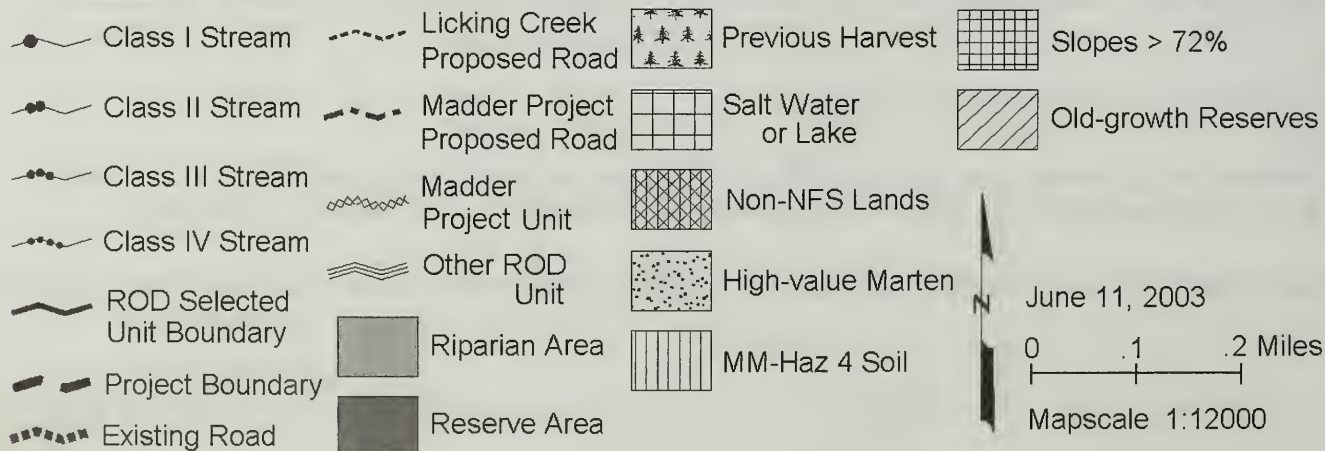 Class I Stream
Class II Stream
Class III Stream
Class IV Stream
ROD Selected
Unit Boundary
Project Boundary
Existing Road
Licking Creek
Proposed Road
Madder Project
Proposed Road
Madder
Project Unit
Other ROD
Unit
Riparian Area
Reserve Area
Previous Harvest
Salt Water
or Lake
Non-NFS Lands
High-value Marten
MM-Haz 4 Soil
Slopes > 72%
Old-growth Reserves
N
June 11, 2003
0 .1 .2 Miles
Mapscale 1:12000